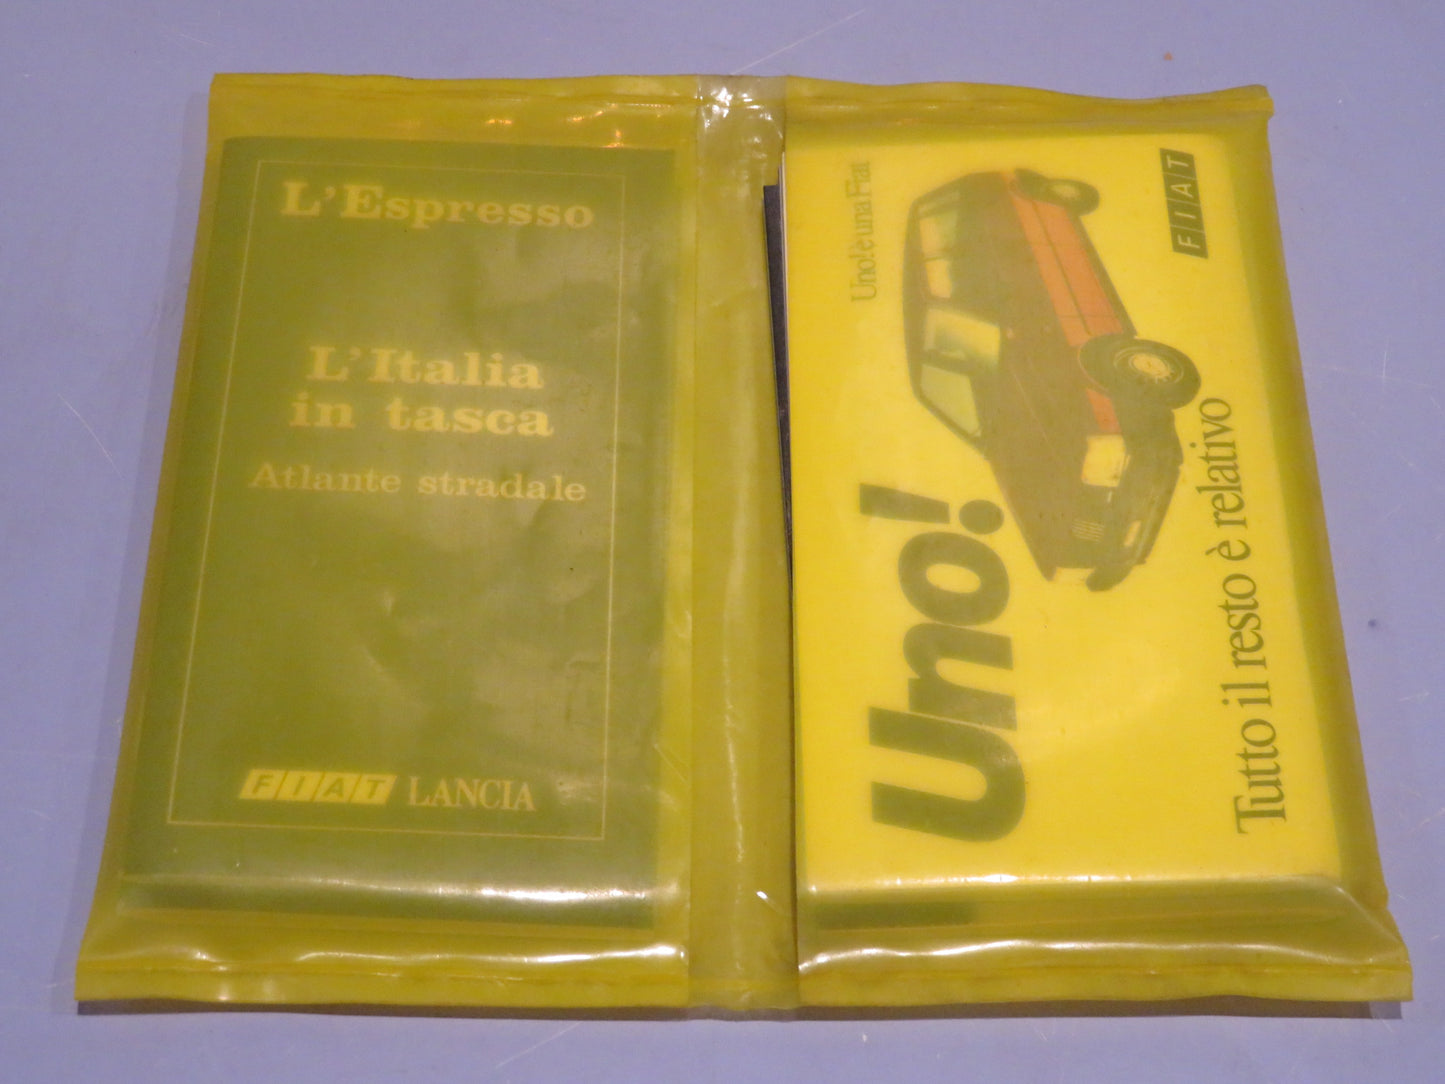 L'Espresso
L'Italia
in tasca
Atlante stradale
FIAT LANCIA
Uno! è una Fiat
FIAT
Uno!
Tutto il resto è relativo